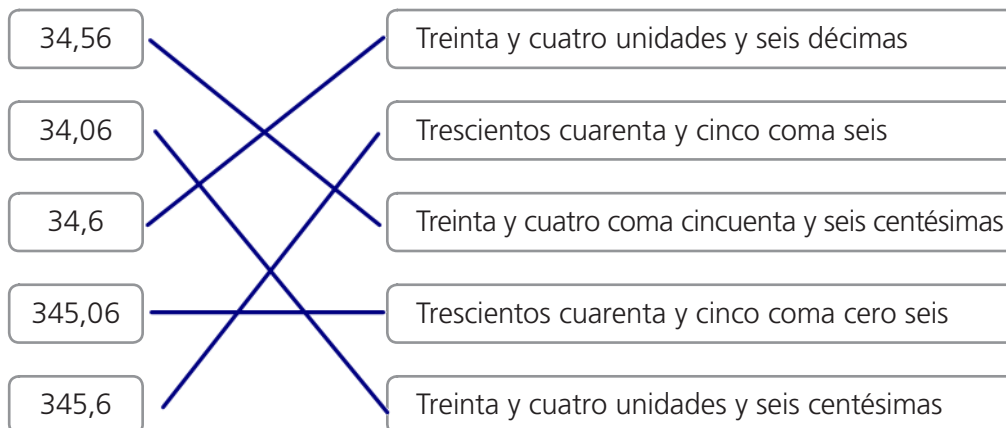 34,56 Treinta y cuatro unidades y seis décimas
34,06 Trescientos cuarenta y cinco coma seis
34,6 Treinta y cuatro coma cincuenta y seis centésimas
345,06 Trescientos cuarenta y cinco coma cero seis
345,6 Treinta y cuatro unidades y seis centésimas